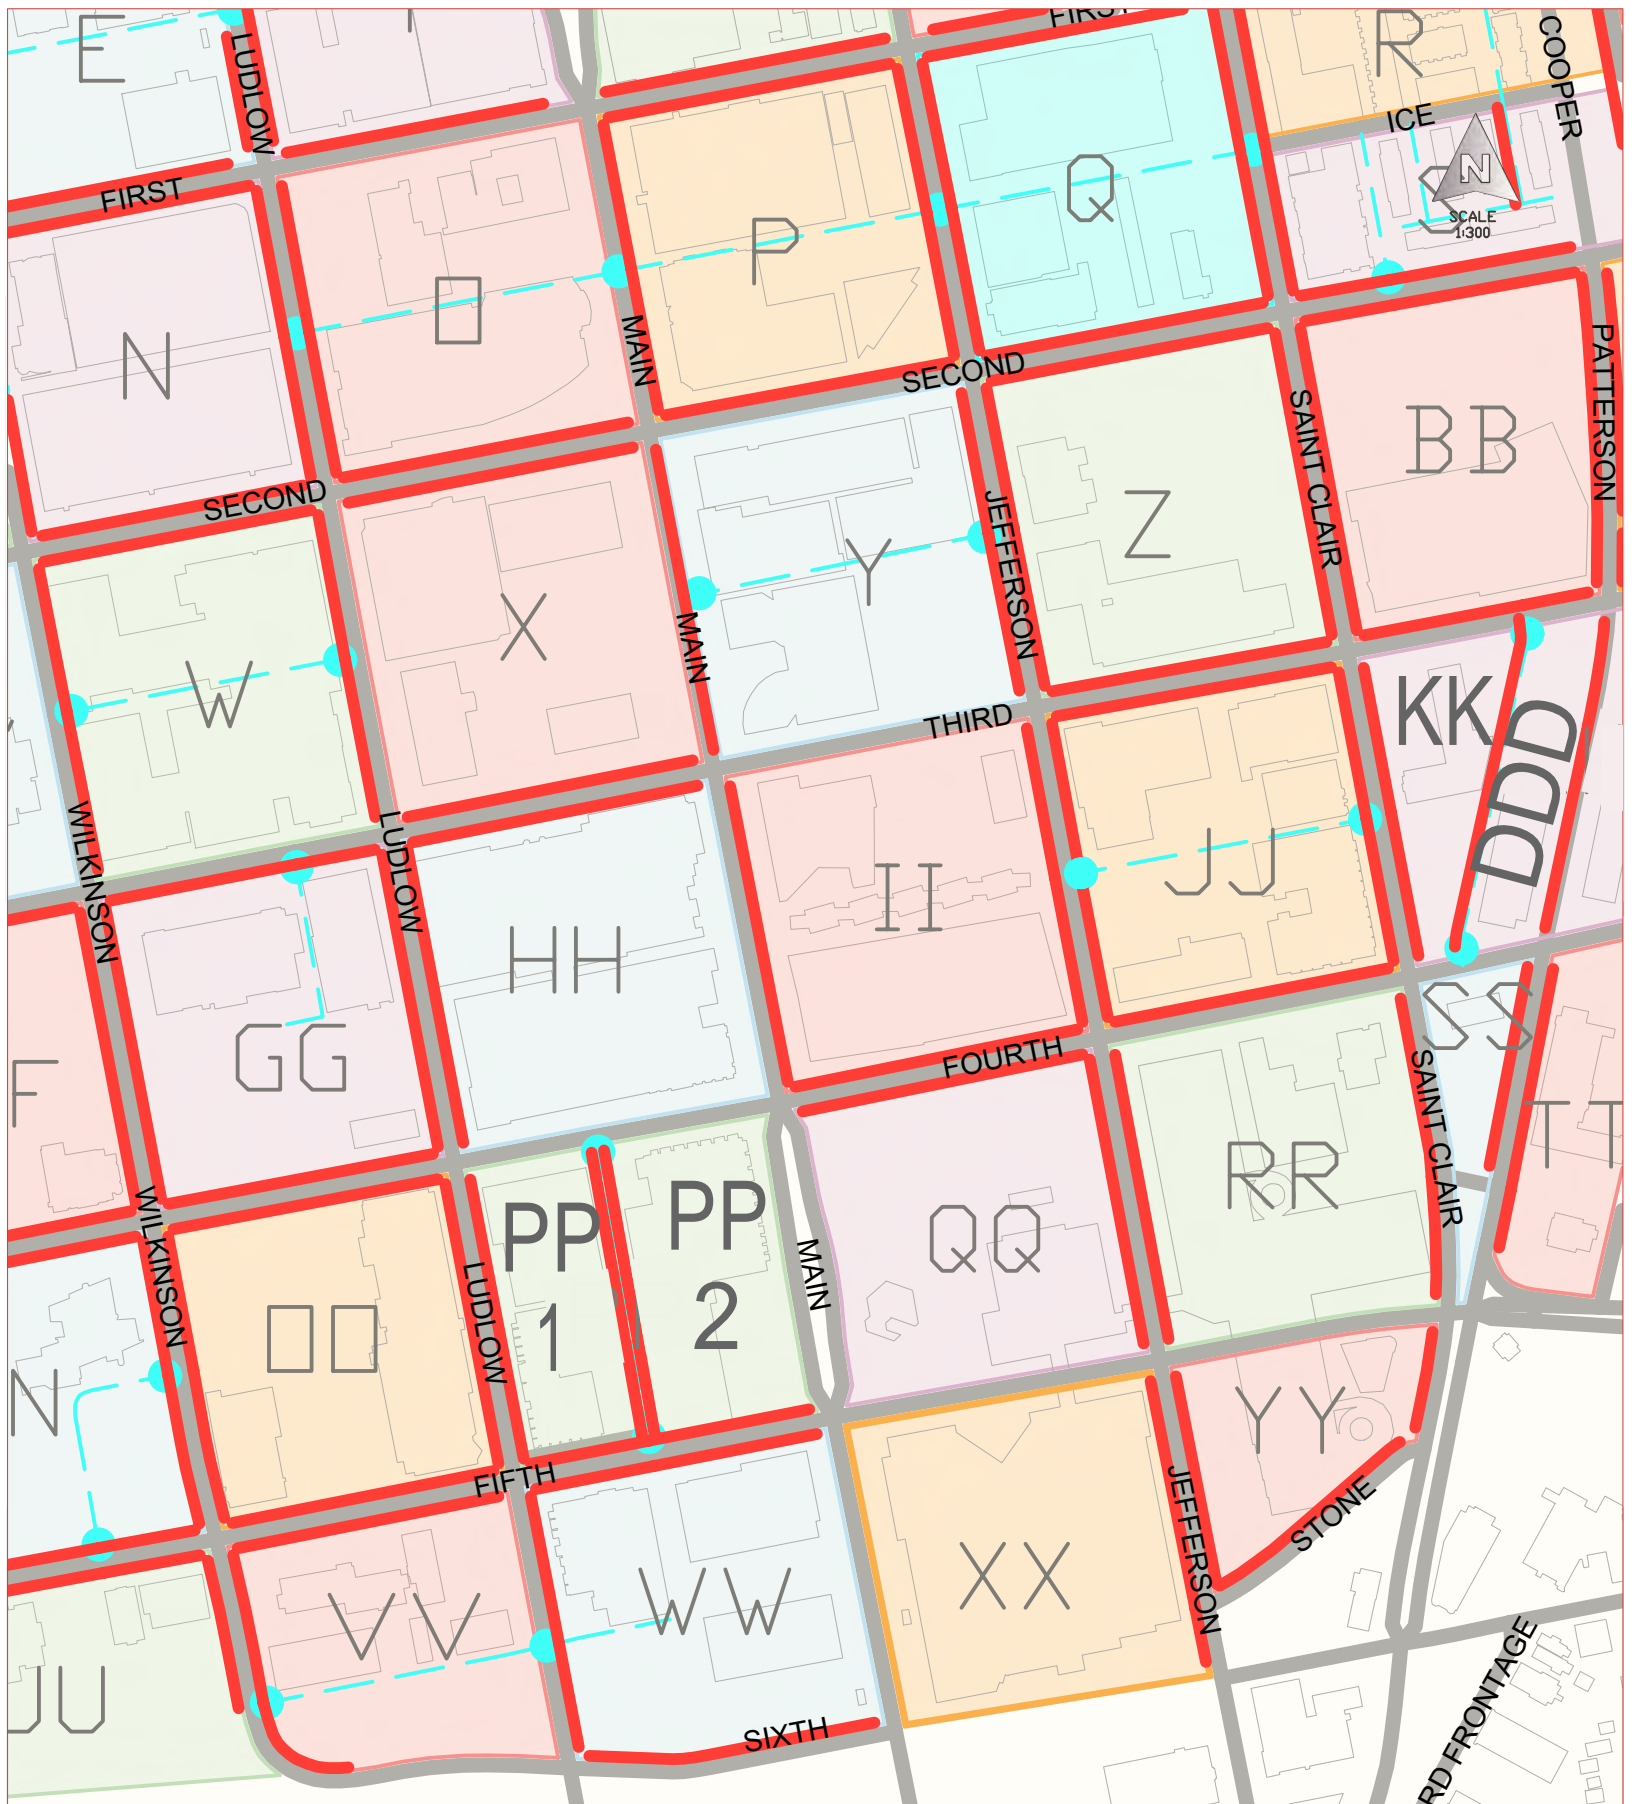 E
LUDLOW
FIRST
R
COOPER
ICE
FIRST
Q
S
N
SCALE
1:300
P
O
N
MAIN
SECOND
PATTERSON
SAINT CLAIR
BB
SECOND
JEFFERSON
Z
Y
X
W
MAIN
KK
DDD
THIRD
WILKINSON
LUDLOW
JJ
II
HH
GG
SS
FOURTH
F
SAINT CLAIR
TT
RR
PP
1
PP
2
QQ
WILKINSON
MAIN
LUDLOW
OO
N
YY
FIFTH
JEFFERSON
STONE
XX
WW
VV
UU
SIXTH
RD FRONTAGE